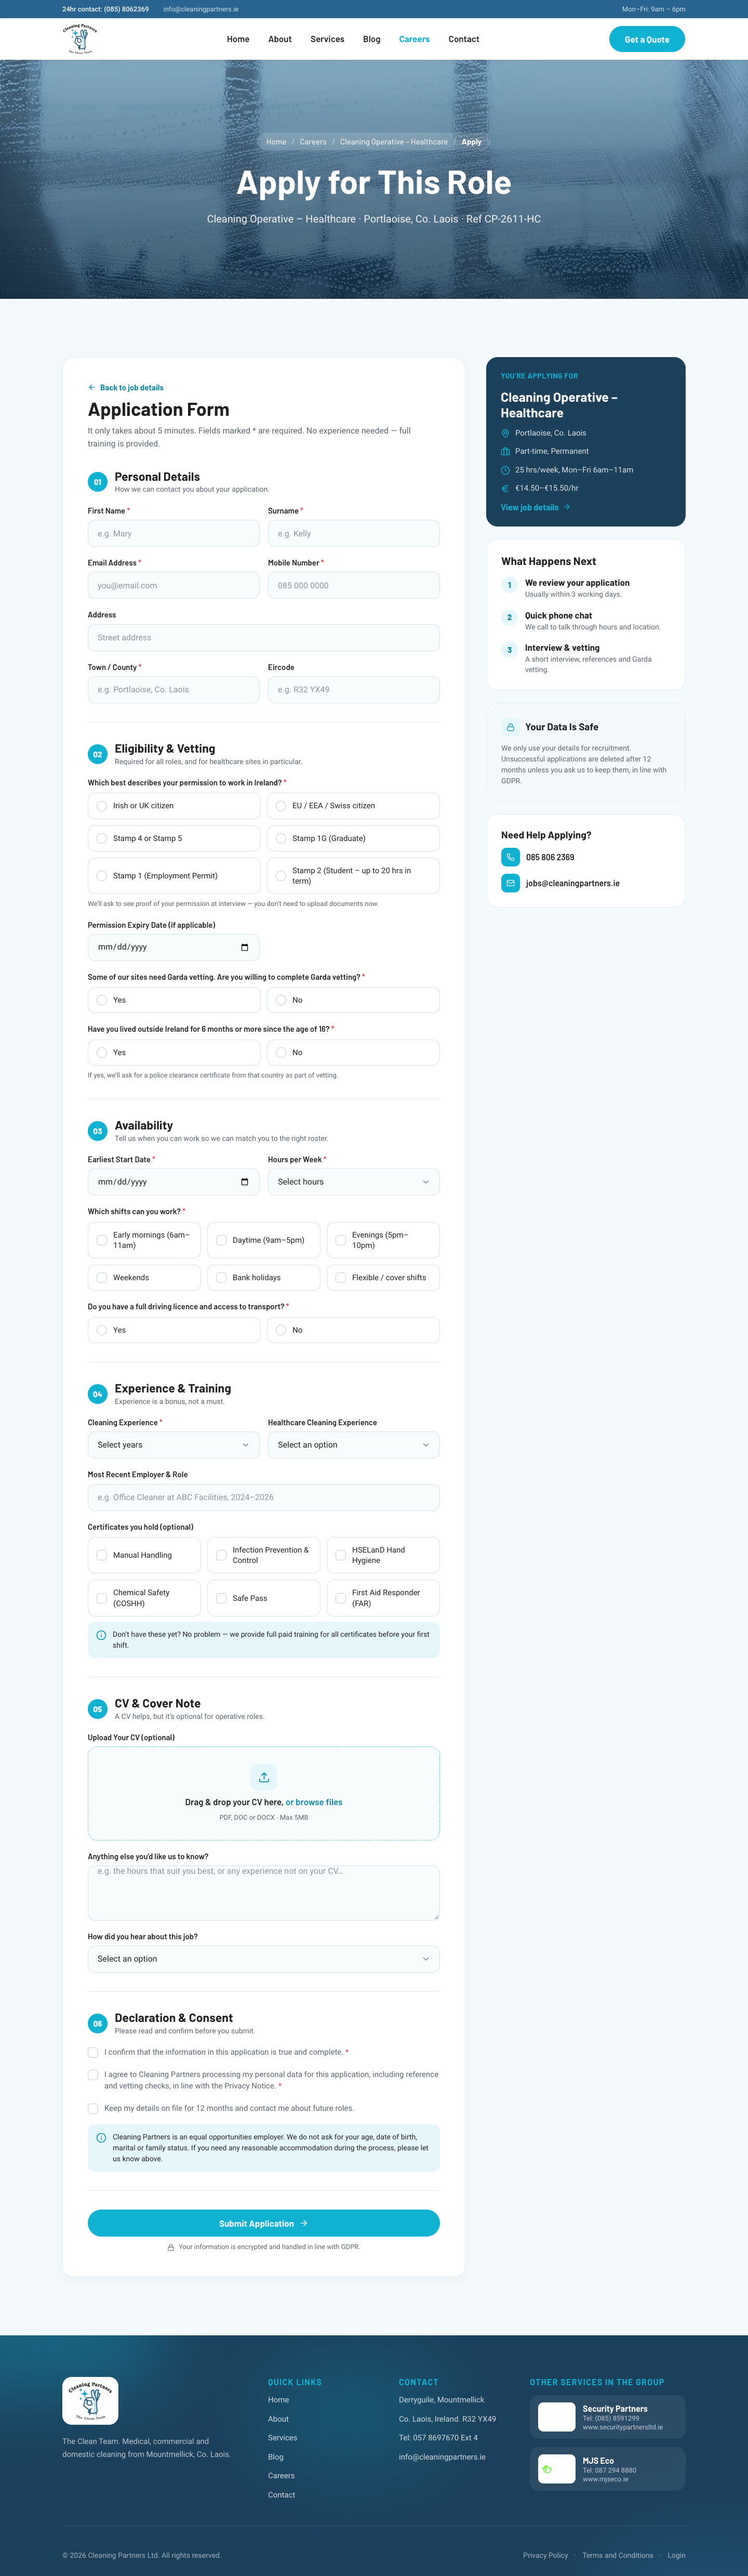 24hr contact: (085) 8062369 info@cleaningpartners.ie Mon–Fri: 9am – 6pm
Cleaning Partners
The Clean Team
Home About Services Blog Careers Contact
Get a Quote
Home / Careers / Cleaning Operative – Healthcare / Apply
Apply for This Role
Cleaning Operative – Healthcare · Portlaoise, Co. Laois · Ref CP-2611-HC
Back to job details
Application Form
It only takes about 5 minutes. Fields marked * are required. No experience needed — full
training is provided.
01 Personal Details
How we can contact you about your application.
First Name * Surname *
e.g. Mary e.g. Kelly
Email Address * Mobile Number *
you@email.com 085 000 0000
Address
Street address
Town / County * Eircode
e.g. Portlaoise, Co. Laois e.g. R32 YX49
02 Eligibility & Vetting
Required for all roles, and for healthcare sites in particular.
Which best describes your permission to work in Ireland? *
Irish or UK citizen EU / EEA / Swiss citizen
Stamp 4 or Stamp 5 Stamp 1G (Graduate)
Stamp 1 (Employment Permit) Stamp 2 (Student – up to 20 hrs in
term)
We'll ask to see proof of your permission at interview — you don't need to upload documents now.
Permission Expiry Date (if applicable)
mm/dd/yyyy
Some of our sites need Garda vetting. Are you willing to complete Garda vetting? *
Yes No
Have you lived outside Ireland for 6 months or more since the age of 16? *
Yes No
If yes, we'll ask for a police clearance certificate from that country as part of vetting.
03 Availability
Tell us when you can work so we can match you to the right roster.
Earliest Start Date * Hours per Week *
mm/dd/yyyy Select hours
Which shifts can you work? *
Early mornings (6am–
11am) Daytime (9am–5pm) Evenings (5pm–
10pm)
Weekends Bank holidays Flexible / cover shifts
Do you have a full driving licence and access to transport? *
Yes No
04 Experience & Training
Experience is a bonus, not a must.
Cleaning Experience * Healthcare Cleaning Experience
Select years Select an option
Most Recent Employer & Role
e.g. Office Cleaner at ABC Facilities, 2024–2026
Certificates you hold (optional)
Manual Handling Infection Prevention &
Control HSELanD Hand
Hygiene
Chemical Safety
(COSHH) Safe Pass First Aid Responder
(FAR)
Don't have these yet? No problem — we provide full paid training for all certificates before your first
shift.
05 CV & Cover Note
A CV helps, but it's optional for operative roles.
Upload Your CV (optional)
Drag & drop your CV here, or browse files
PDF, DOC or DOCX · Max 5MB
Anything else you'd like us to know?
e.g. the hours that suit you best, or any experience not on your CV...
How did you hear about this job?
Select an option
06 Declaration & Consent
Please read and confirm before you submit.
I confirm that the information in this application is true and complete. *
I agree to Cleaning Partners processing my personal data for this application, including reference
and vetting checks, in line with the Privacy Notice. *
Keep my details on file for 12 months and contact me about future roles.
Cleaning Partners is an equal opportunities employer. We do not ask for your age, date of birth,
marital or family status. If you need any reasonable accommodation during the process, please let
us know above.
Submit Application
Your information is encrypted and handled in line with GDPR.
YOU'RE APPLYING FOR
Cleaning Operative –
Healthcare
Portlaoise, Co. Laois
Part-time, Permanent
25 hrs/week, Mon–Fri 6am–11am
€14.50–€15.50/hr
View job details
What Happens Next
1 We review your application
Usually within 3 working days.
2 Quick phone chat
We call to talk through hours and location.
3 Interview & vetting
A short interview, references and Garda
vetting.
Your Data Is Safe
We only use your details for recruitment.
Unsuccessful applications are deleted after 12
months unless you ask us to keep them, in line with
GDPR.
Need Help Applying?
085 806 2369
jobs@cleaningpartners.ie
Cleaning Partners
The Clean Team
The Clean Team. Medical, commercial and
domestic cleaning from Mountmellick, Co. Laois.
QUICK LINKS
Home
About
Services
Blog
Careers
Contact
CONTACT
Derryguile, Mountmellick
Co. Laois, Ireland. R32 YX49
Tel: 057 8697670 Ext 4
info@cleaningpartners.ie
OTHER SERVICES IN THE GROUP
Security Partners
Tel: (085) 8591299
www.securitypartnersltd.ie
MJS Eco
Tel: 087 294 8880
www.mjseco.ie
© 2026 Cleaning Partners Ltd. All rights reserved.
Privacy Policy · Terms and Conditions · Login